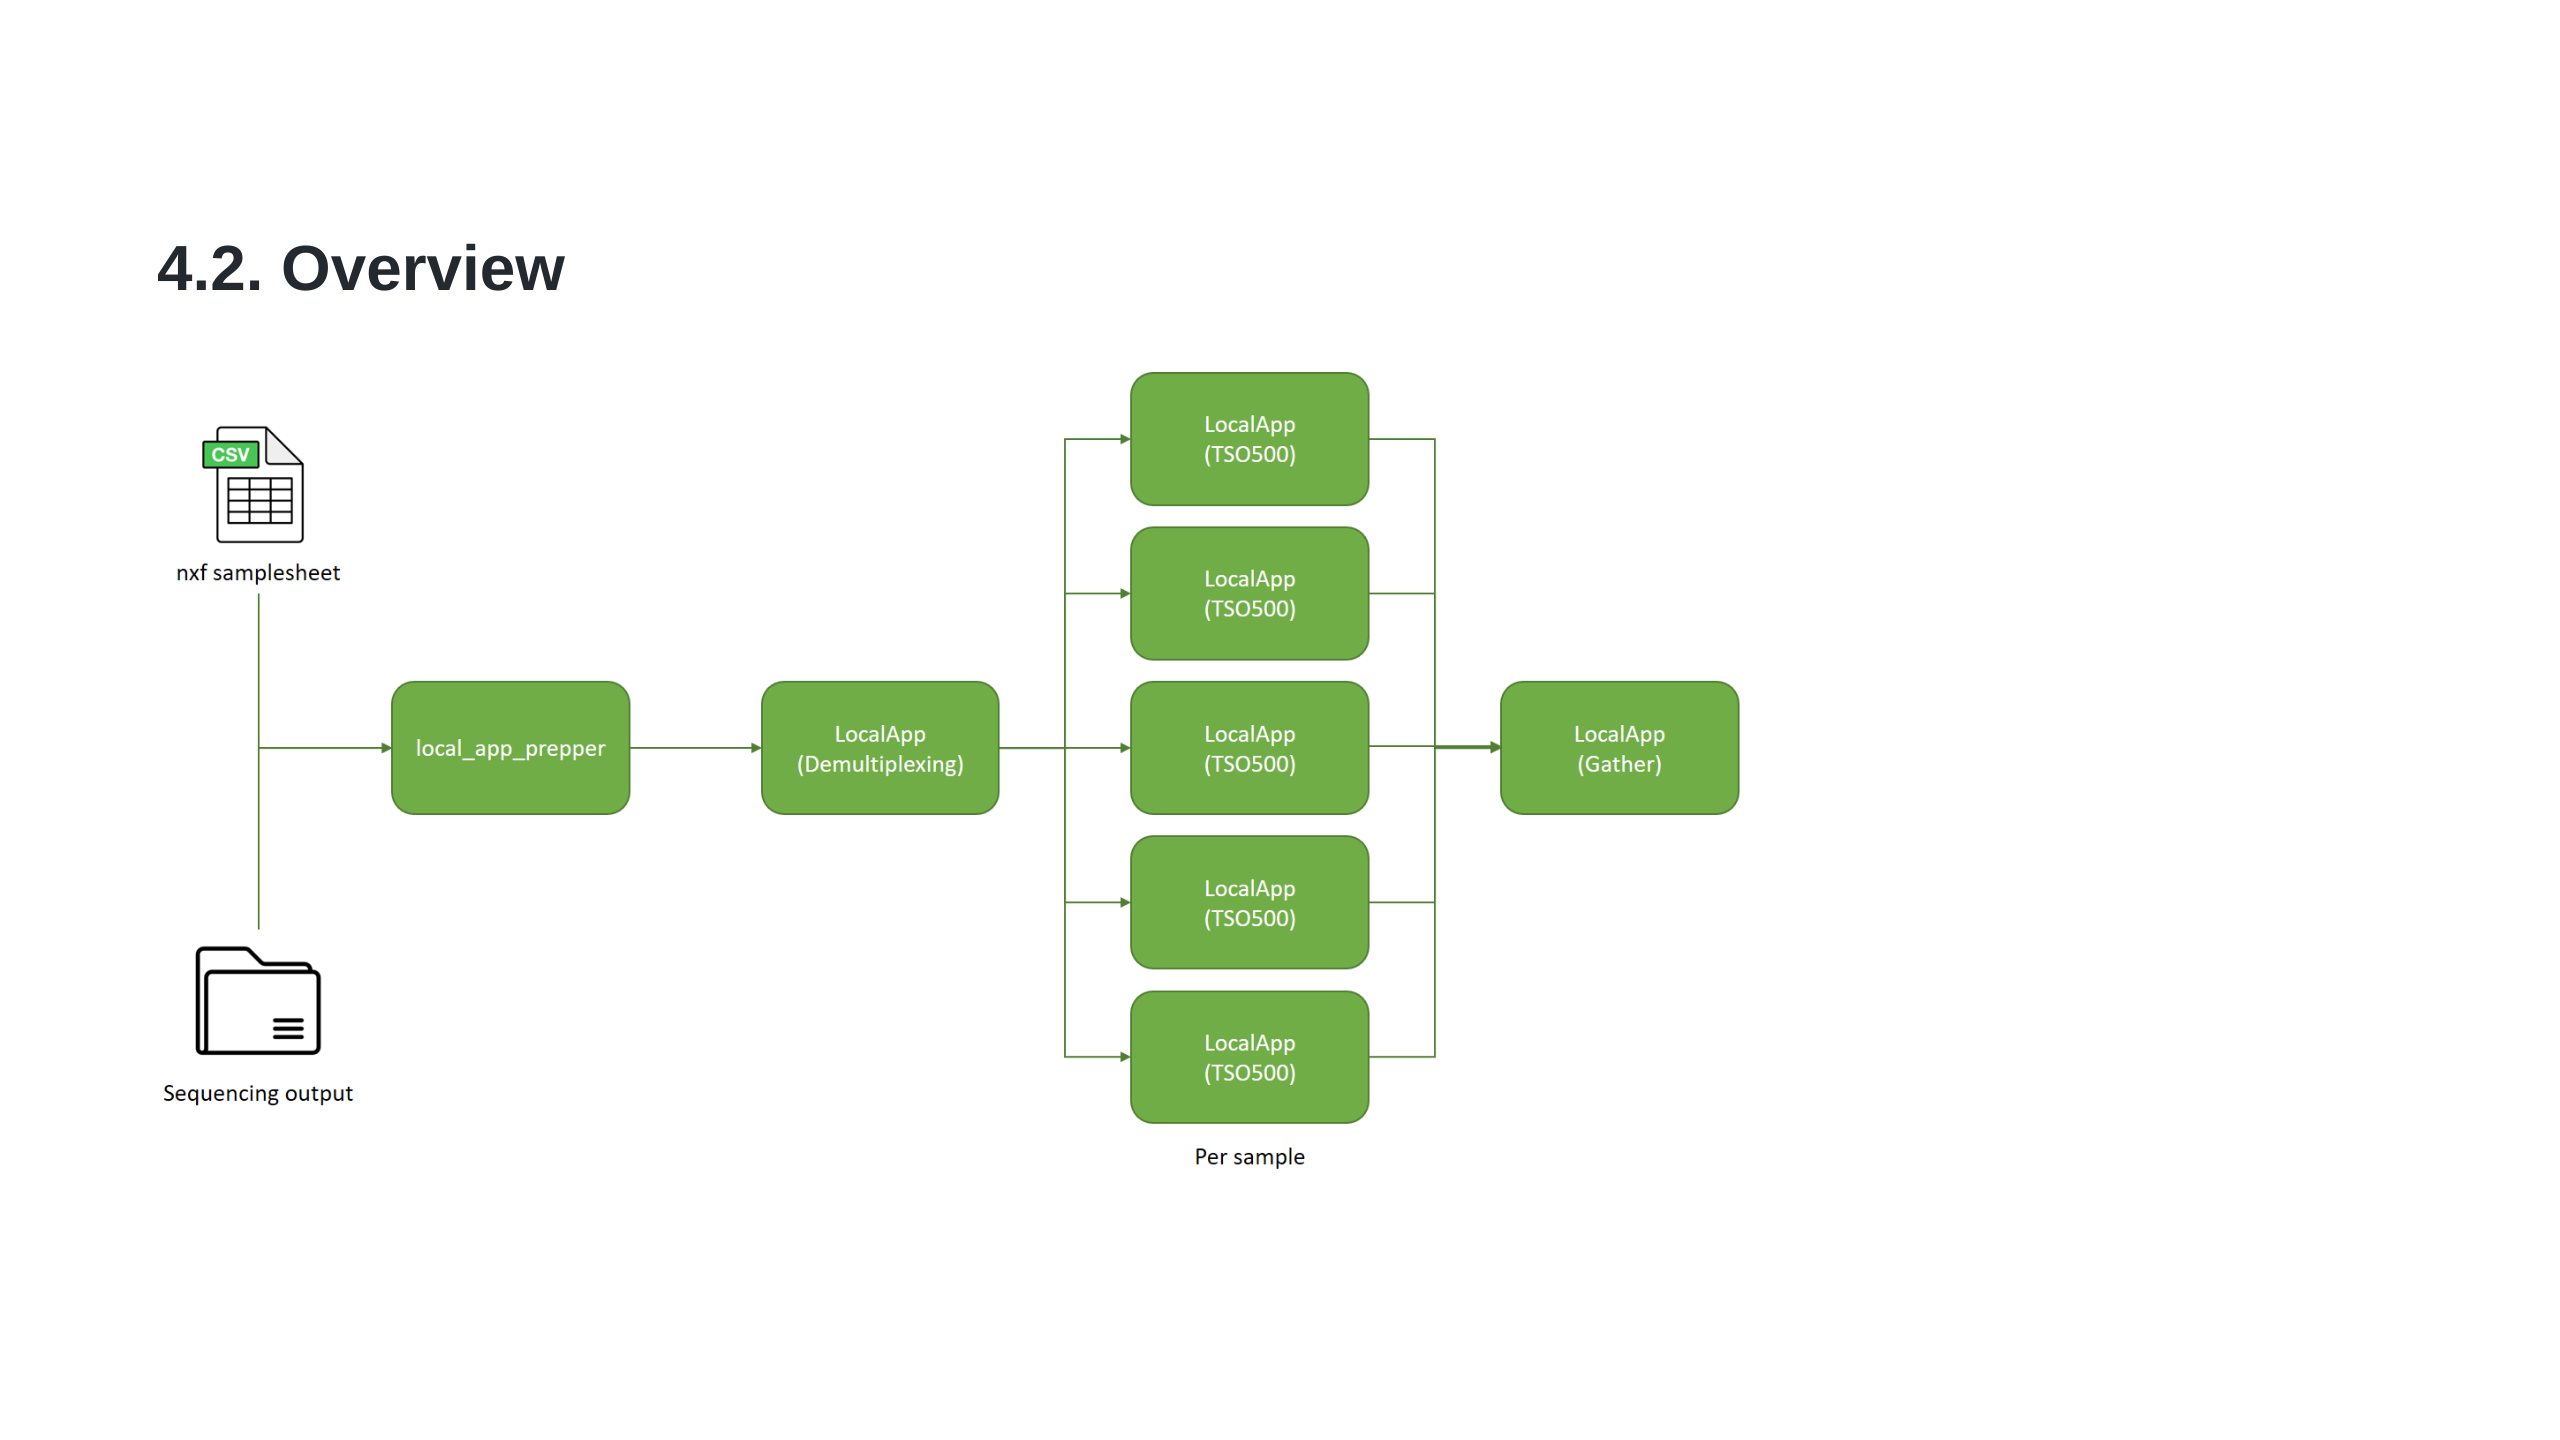 4.2. Overview
CSV
nxf samplesheet
Sequencing output
local_app_prepper
LocalApp
(Demultiplexing)
LocalApp
(TSO500)
LocalApp
(TSO500)
LocalApp
(TSO500)
LocalApp
(TSO500)
LocalApp
(TSO500)
Per sample
LocalApp
(Gather)